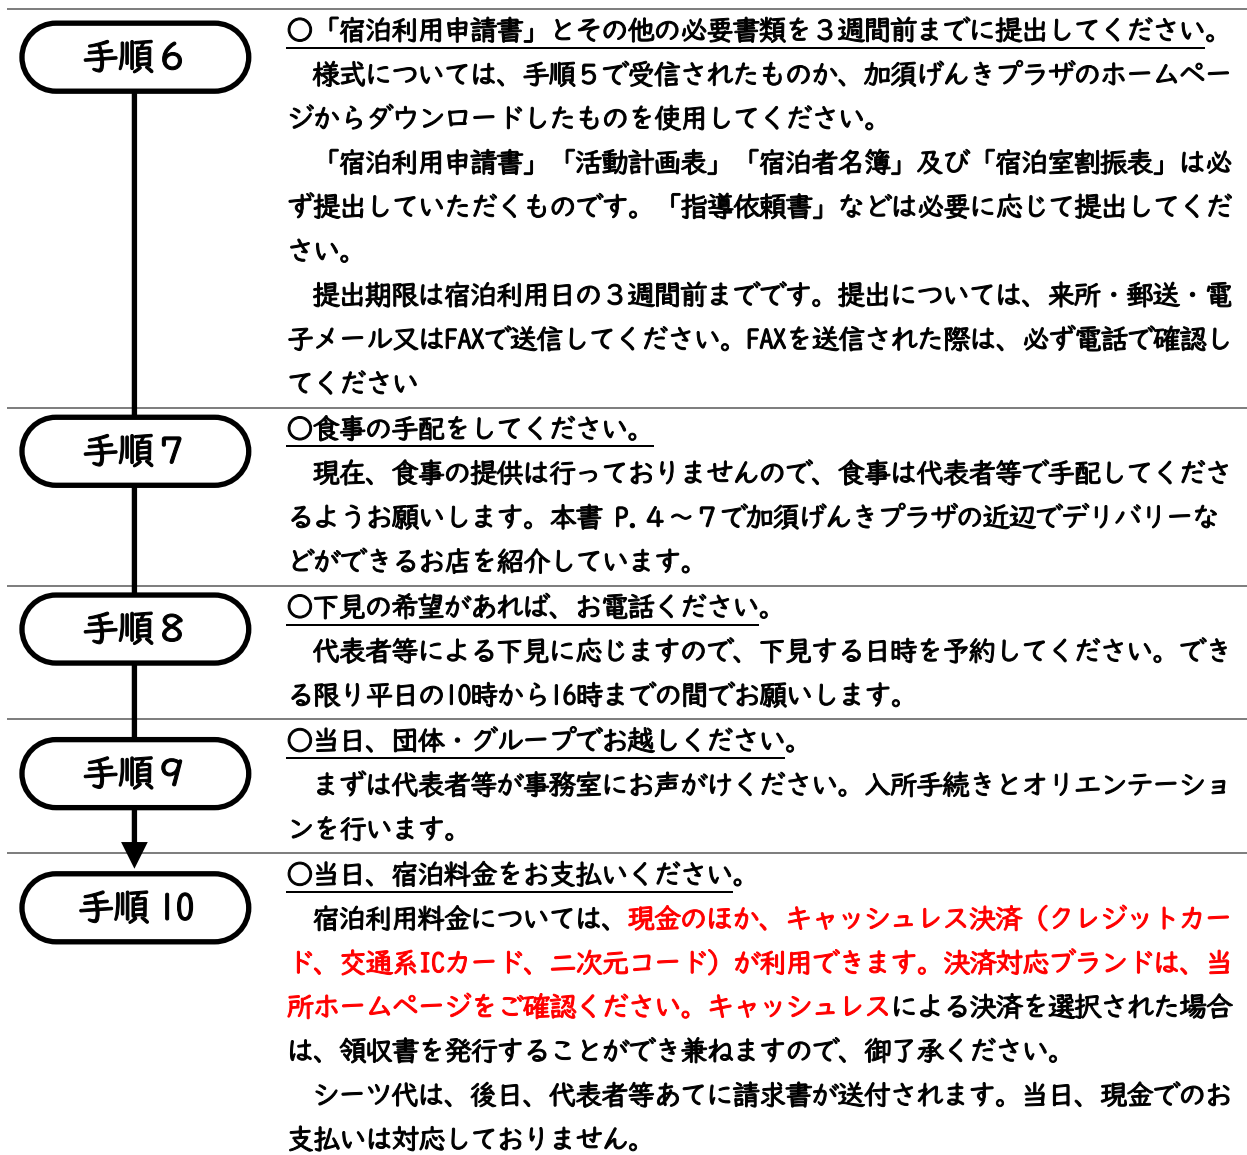 手順６
〇「宿泊利用申請書」とその他の必要書類を３週間前までに提出してください。
様式については、手順５で受信されたものか、加須げんきプラザのホームペー
ジからダウンロードしたものを使用してください。
「宿泊利用申請書」「活動計画表」「宿泊者名簿」及び「宿泊室割振表」は必
ず提出していただくものです。「指導依頼書」などは必要に応じて提出してくだ
さい。
提出期限は宿泊利用日の３週間前までです。提出については、来所・郵送・電
子メール又はFAXで送信してください。FAXを送信された際は、必ず電話で確認し
てください
手順７
〇食事の手配をしてください。
現在、食事の提供は行っておりませんので、食事は代表者等で手配してくださ
るようお願いします。本書 P.４～７で加須げんきプラザの近辺でデリバリーな
どができるお店を紹介しています。
手順８
〇下見の希望があれば、お電話ください。
代表者等による下見に応じますので、下見する日時を予約してください。でき
る限り平日の10時から16時までの間でお願いします。
手順９
〇当日、団体・グループでお越しください。
まずは代表者等が事務室にお声がけください。入所手続きとオリエンテーショ
ンを行います。
手順10
〇当日、宿泊料金をお支払いください。
宿泊利用料金については、現金のほか、キャッシュレス決済（クレジットカー
ド、交通系ICカード、二次元コード）が利用できます。決済対応ブランドは、当
所ホームページをご確認ください。キャッシュレスによる決済を選択された場合
は、領収書を発行することができ兼ねますので、御了承ください。
シーツ代は、後日、代表者等あてに請求書が送付されます。当日、現金でのお
支払いは対応しておりません。